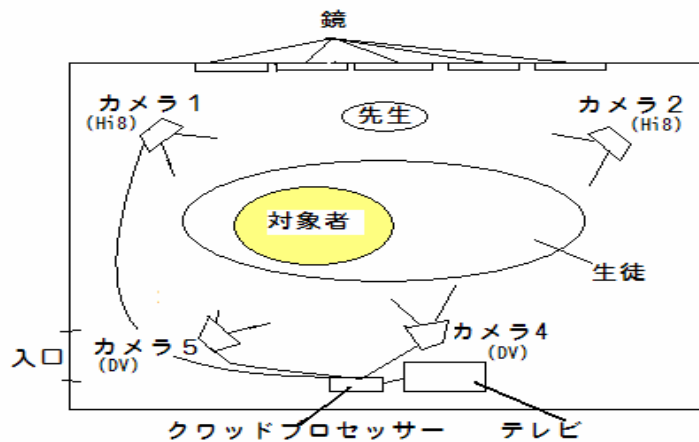 鏡
カメラ1
(Hi8)
カメラ2
(Hi8)
先生
対象者
生徒
入口
カメラ5
(DV)
カメラ4
(DV)
クワッドプロセッサー
テレビ